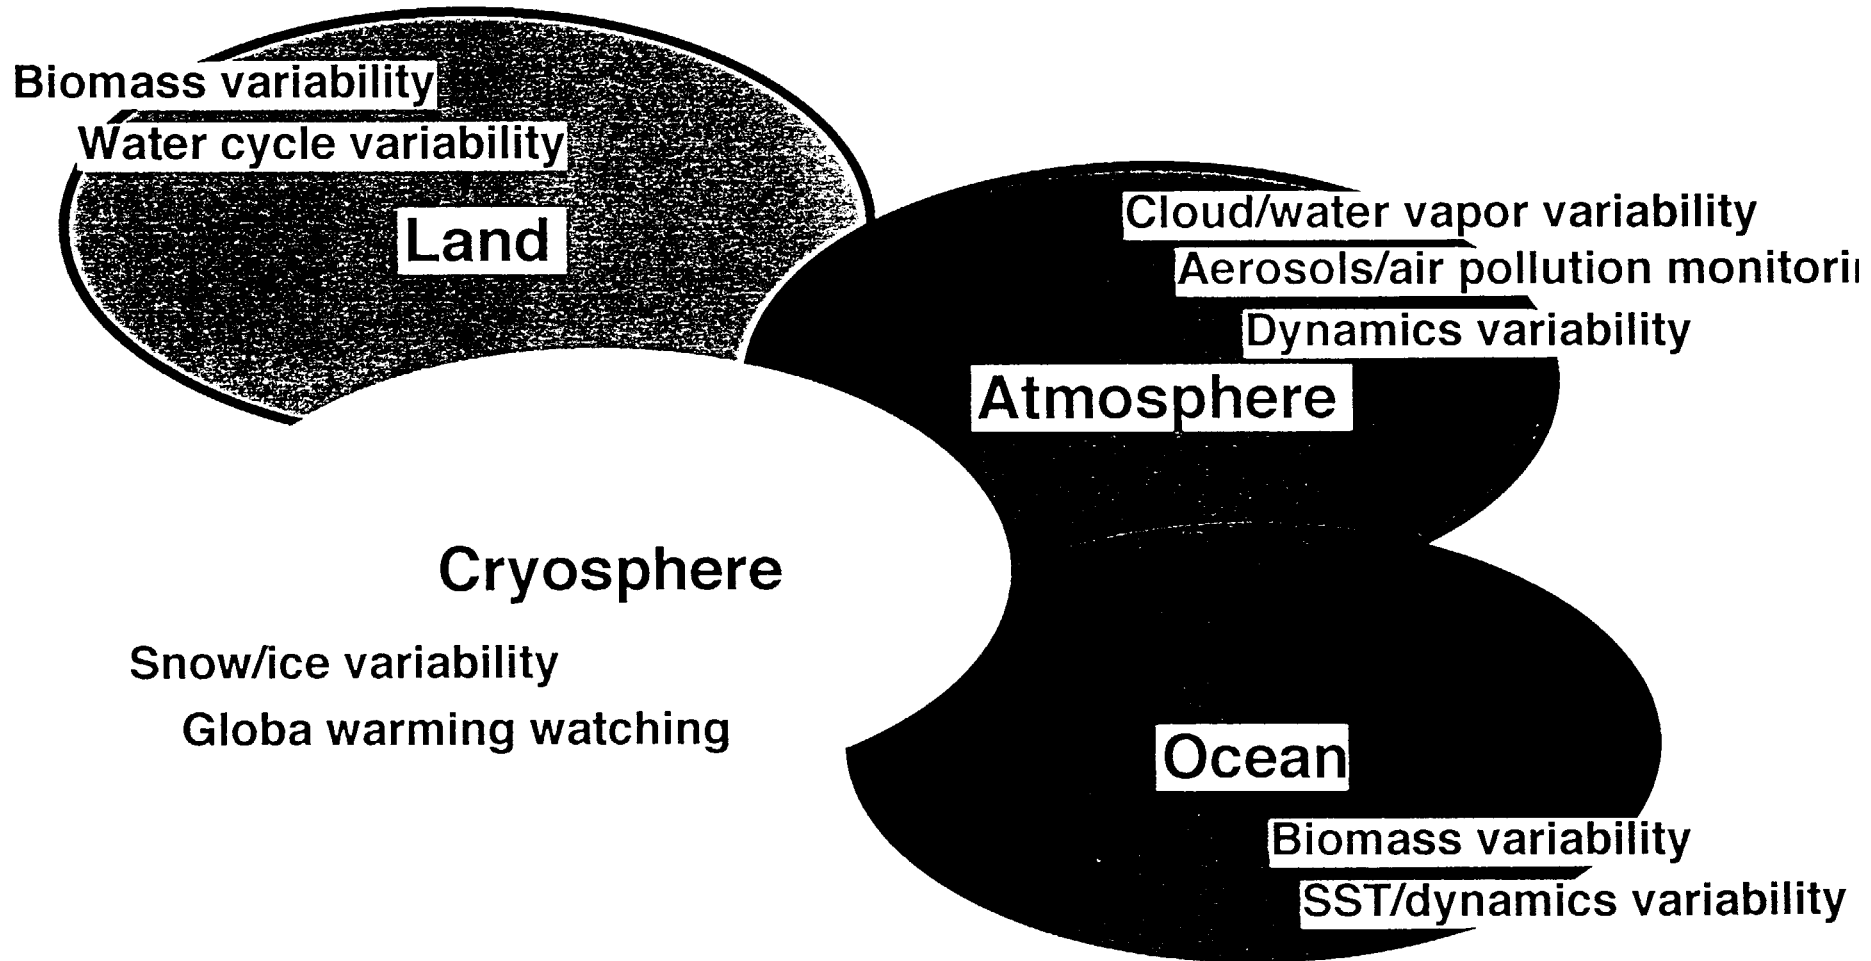 Biomass variability
Water cycle variability
Land
Cloud/water vapor variability
Aerosols/air pollution monitori
Dynamics variability
Atmosphere
Cryosphere
Snow/ice variability
Globa warming watching
Ocean
Biomass variability
SST/dynamics variability